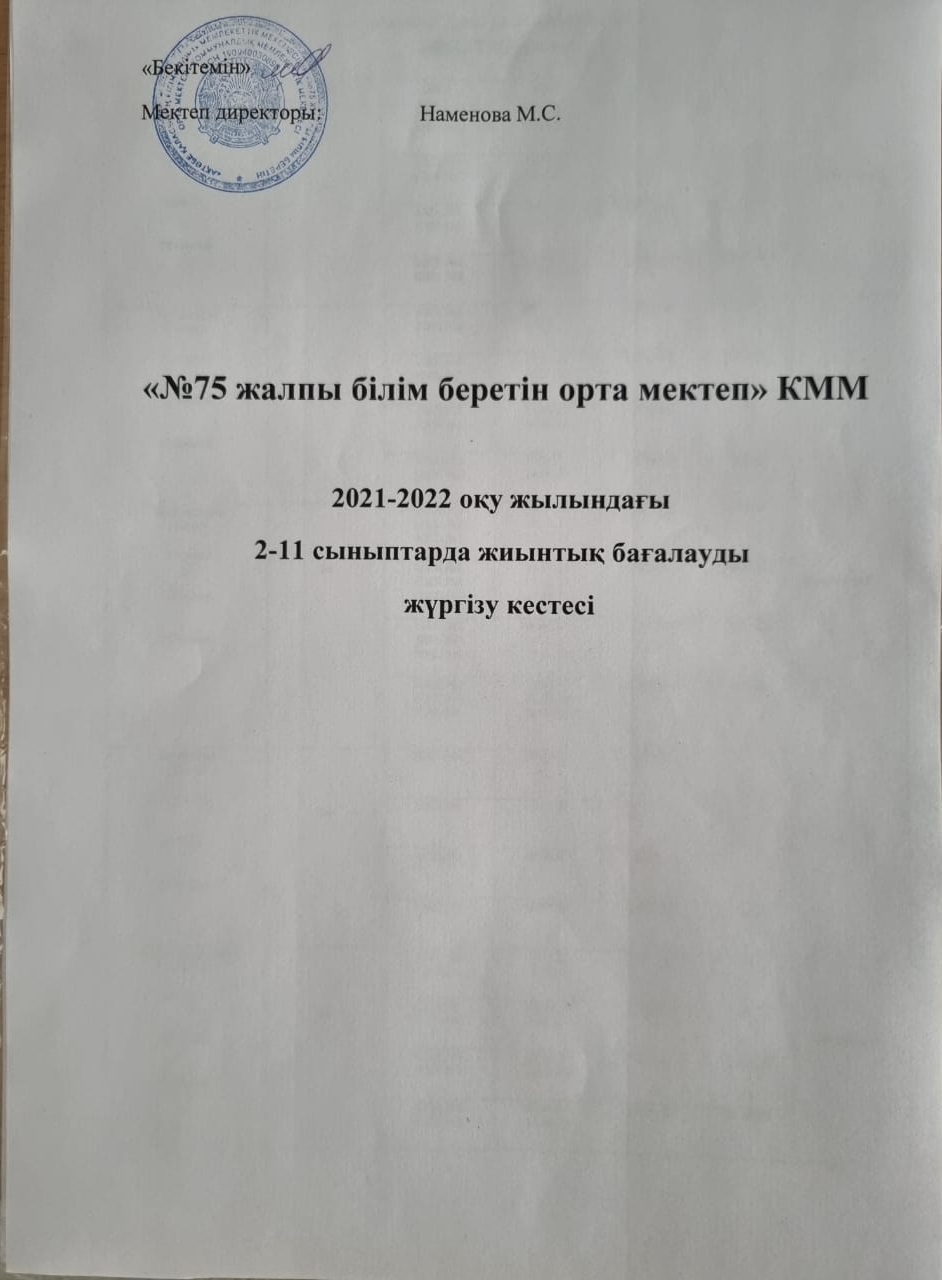 «Бекітемін»
Мектеп директоры:
Наменова М.С.
«№75 жалпы білім беретін орта мектеп» КММ
2021-2022 оқу жылындағы
2-11 сыныптарда жиынтық бағалауды
жүргізу кестесі